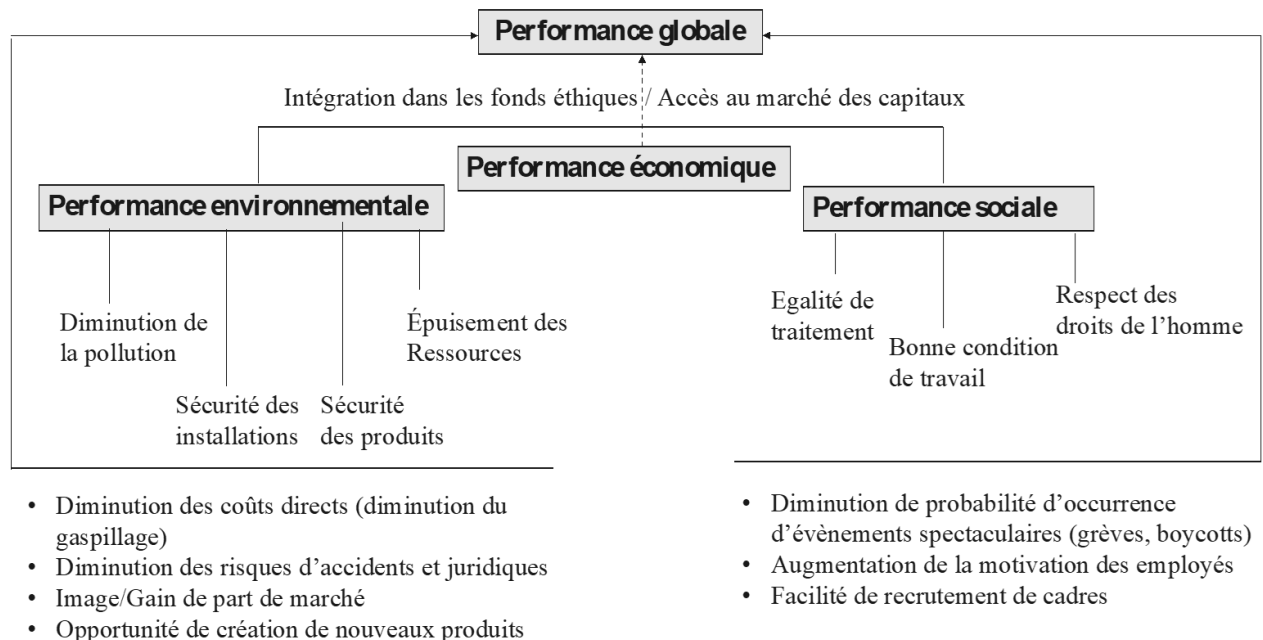 Performance globale
Intégration dans les fonds éthiques / Accès au marché des capitaux
Performance économique
Performance environnementale
Performance sociale
Diminution de
la pollution
Épuisement des
Ressources
Sécurité des
installations
Sécurité
des produits
Egalité de
traitement
Bonne condition
de travail
Respect des
droits de l’homme
• Diminution des coûts directs (diminution du
gaspillage)
• Diminution des risques d’accidents et juridiques
• Image/Gain de part de marché
• Opportunité de création de nouveaux produits
• Diminution de probabilité d’occurrence
d’évènements spectaculaires (grèves, boycotts)
• Augmentation de la motivation des employés
• Facilité de recrutement de cadres